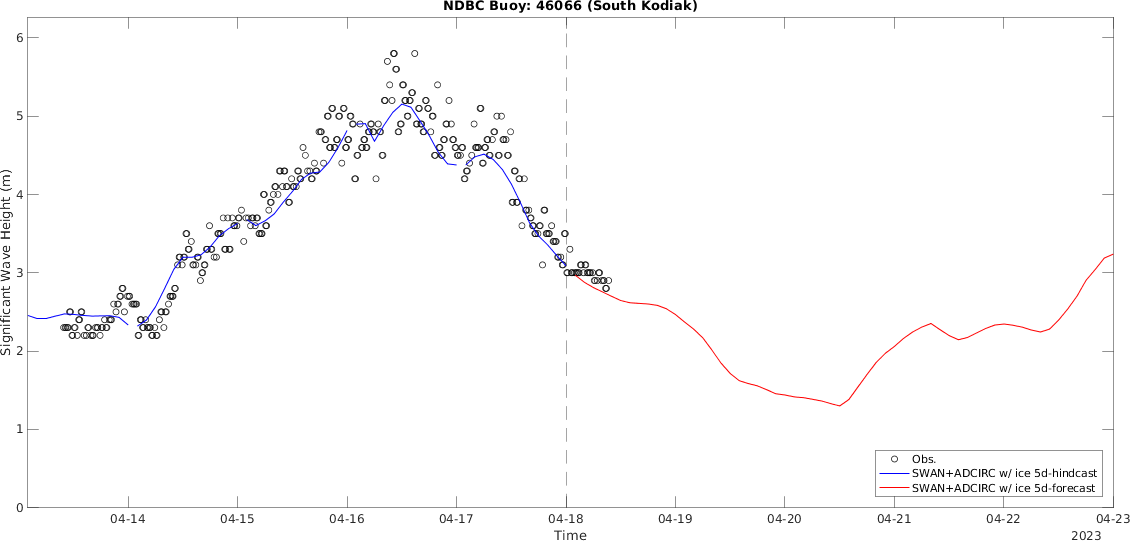 NDBC Buoy: 46066 (South Kodiak)
6
5
4
3
2
1
0
Significant Wave Height (m)
Obs.
SWAN+ADCIRC w/ ice 5d-hindcast
SWAN+ADCIRC w/ ice 5d-forecast
04-14 04-15 04-16 04-17 04-18 04-19 04-20 04-21 04-22 04-23
Time
2023